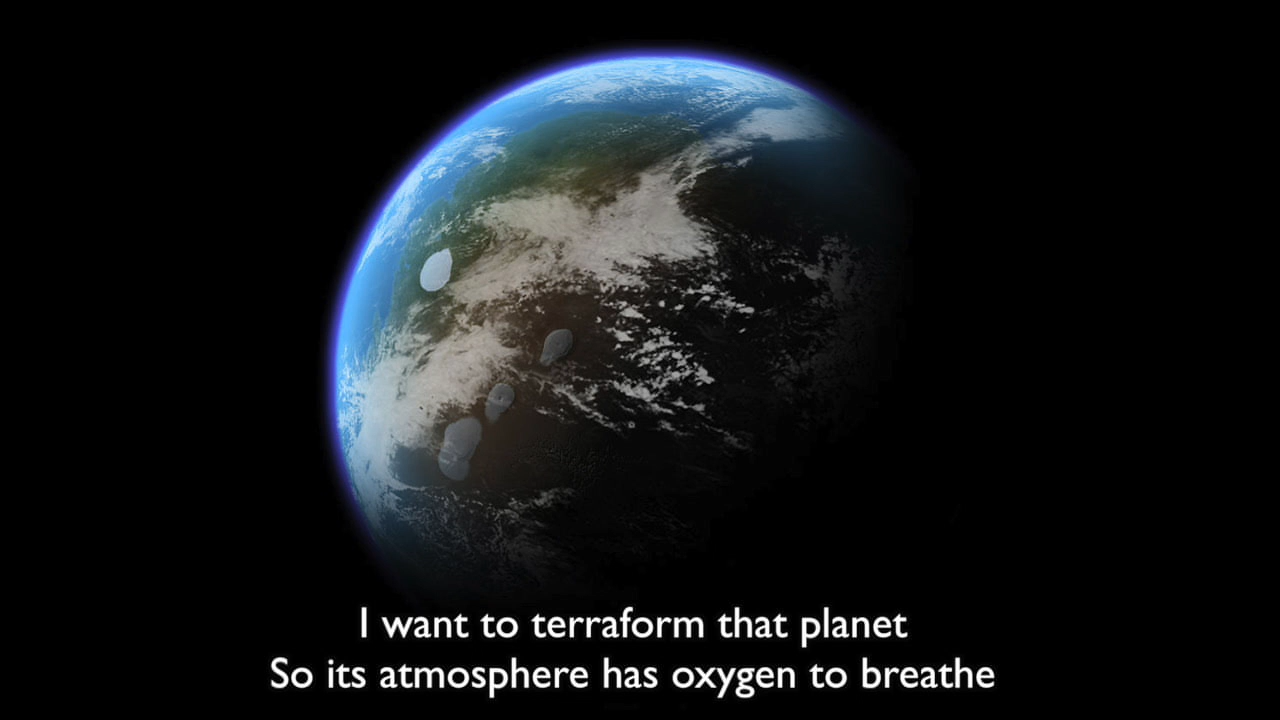 I want to terraform that planet
So its atmosphere has oxygen to breathe